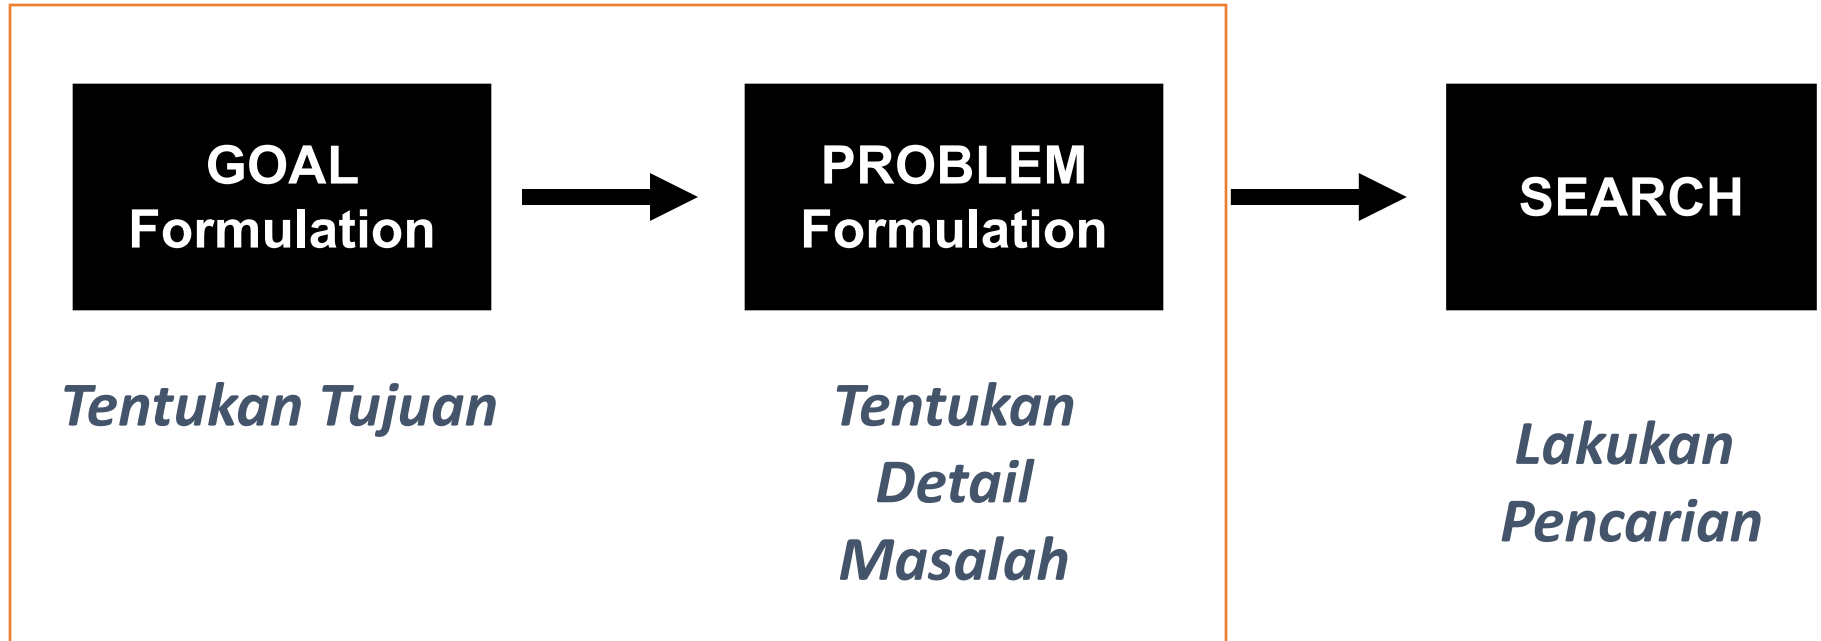 GOAL
Formulation
PROBLEM
Formulation
SEARCH
Tentukan Tujuan
Tentukan
Detail
Masalah
Lakukan
Pencarian